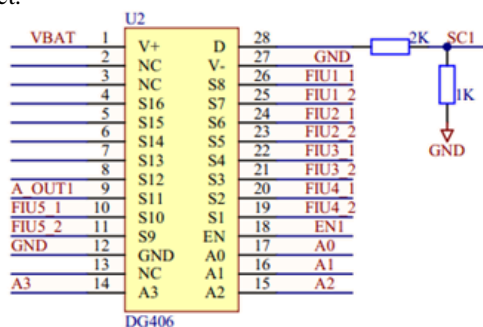 U2
VBAT 1 V+ D 28 2K SC1
2 NC V- 27 GND
3 NC S8 26 FIU1_1
4 S16 S7 25 FIU1_2 1K
5 S15 S6 24 FIU2_1
6 S14 S5 23 FIU2_2
7 S13 S4 22 FIU3_1 GND
8 S12 S3 21 FIU3_2
A_OUT1 9 S11 S2 20 FIU4_1
FIU5_1 10 S10 S1 19 FIU4_2
FIU5_2 11 S9 EN 18 EN1
GND 12 GND A0 17 A0
13 NC A1 16 A1
A3 14 A3 A2 15 A2
DG406